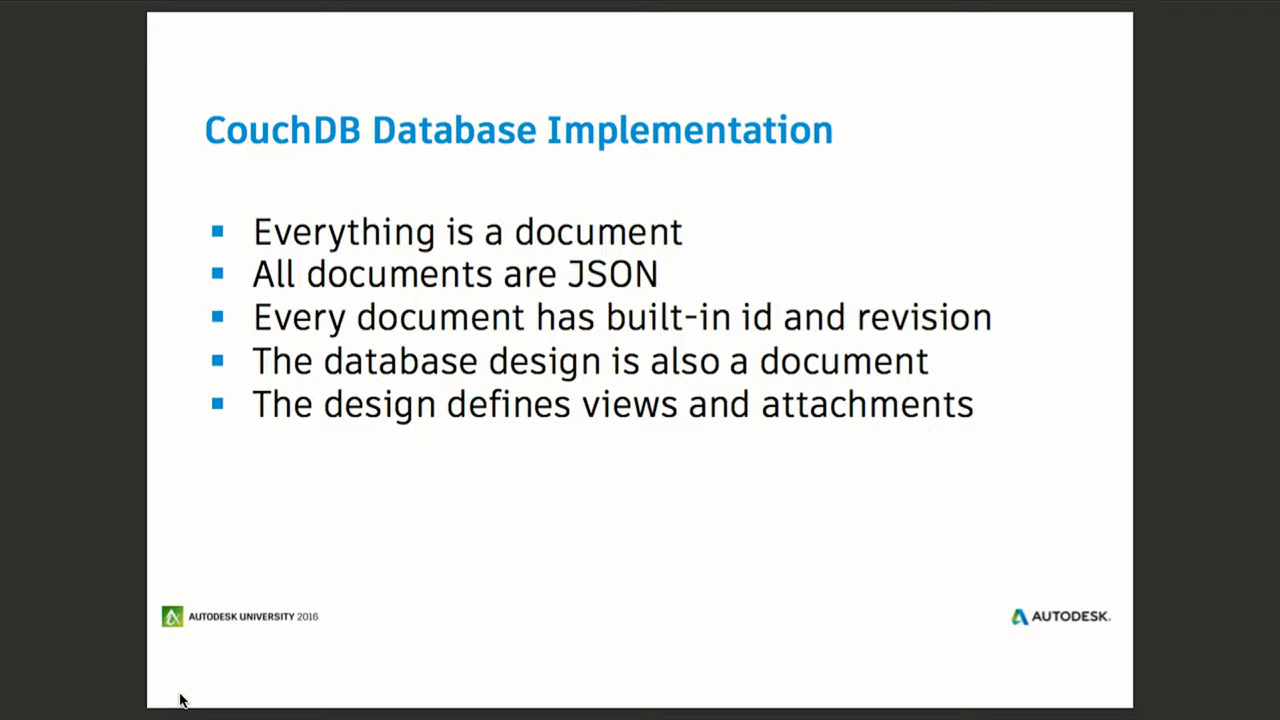 CouchDB Database Implementation
Everything is a document
All documents are JSON
Every document has built-in id and revision
The database design is also a document
The design defines views and attachments
AUTODESK UNIVERSITY 2016
AUTODESK.